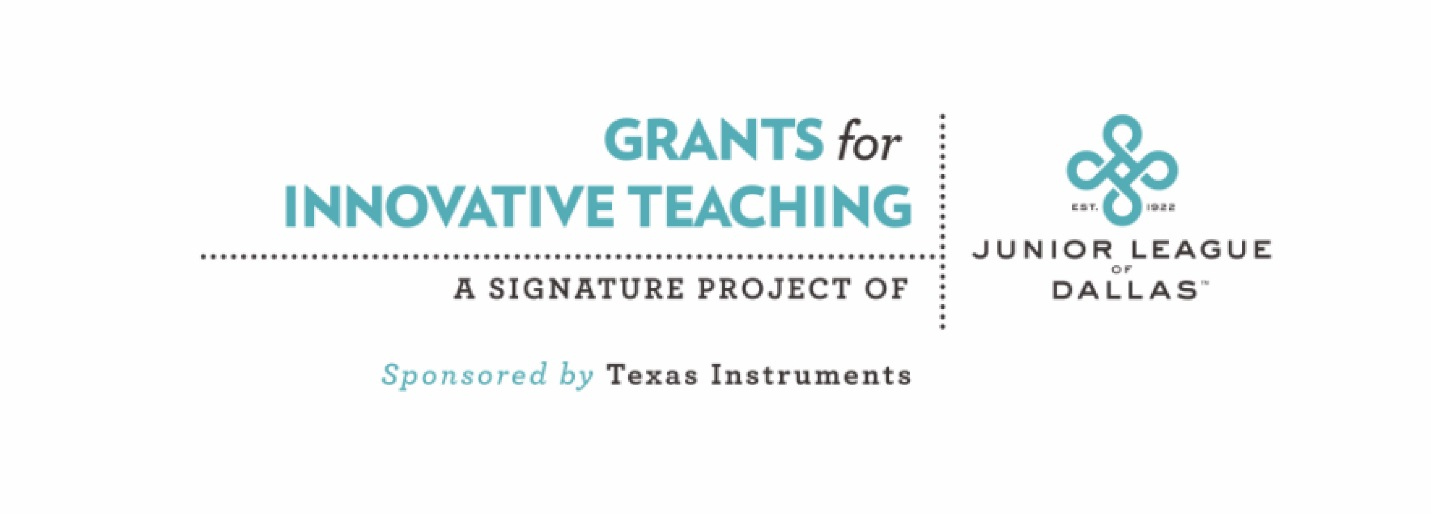 GRANTS for
INNOVATIVE TEACHING
A SIGNATURE PROJECT OF
Sponsored by Texas Instruments
EST. 1922
JUNIOR LEAGUE
OF
DALLAS™